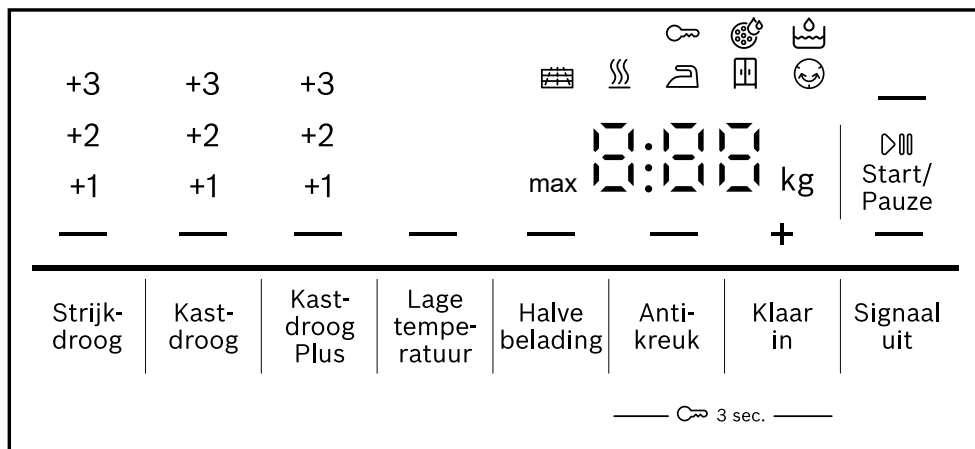 +3 +3 +3
+2 +2 +2
+1 +1 +1
max 8:88 kg
Start/
Pauze
Strijk-
droog
Kast-
droog
Kast-
droog
Plus
Lage
tempe-
ratuur
Halve
belading
Anti-
kreuk
Klaar
in
Signaal
uit
3 sec.